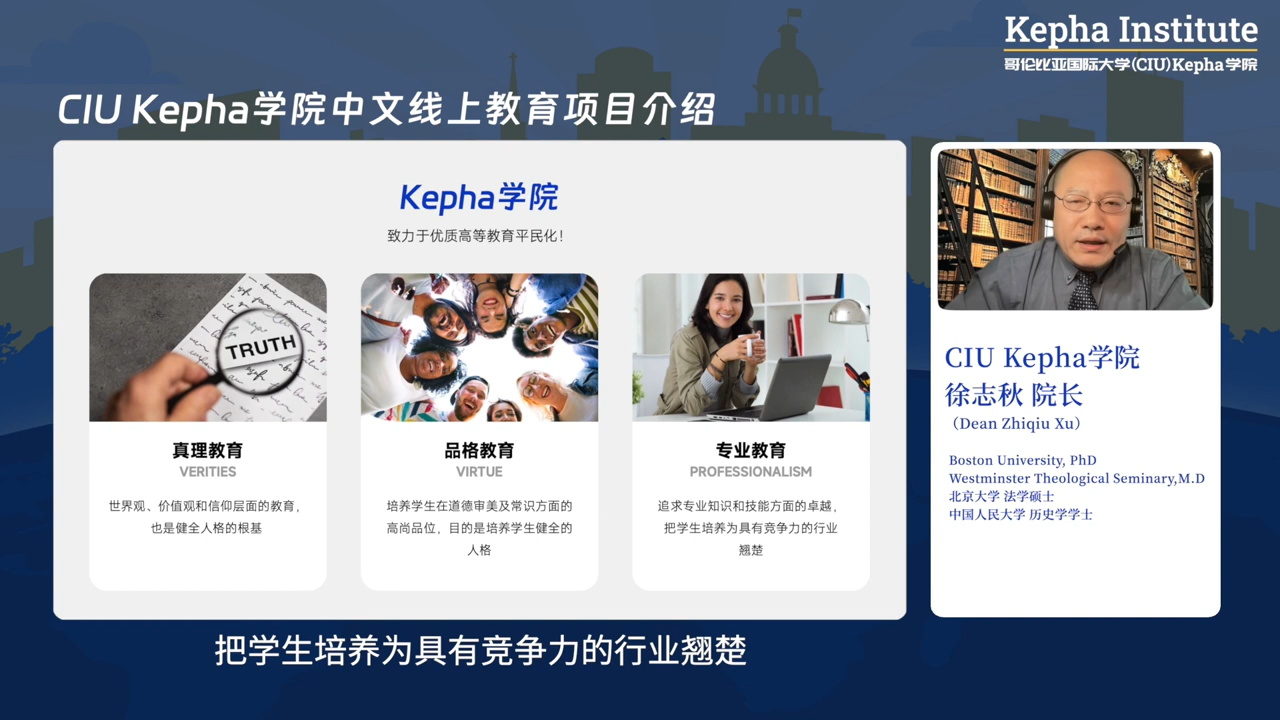 Kepha Institute
哥伦比亚国际大学(CIU)Kepha学院
CIU Kepha学院中文线上教育项目介绍
Kepha学院
致力于优质高等教育平民化！
TRUTH
真理教育
VERITIES
世界观、价值观和信仰层面的教育，
也是健全人格的根基
品格教育
VIRTUE
培养学生在道德审美及常识方面的
高尚品位，目的是培养学生健全的
人格
专业教育
PROFESSIONALISM
追求专业知识和技能方面的卓越，
把学生培养为具有竞争力的行业
翘楚
CIU Kepha学院
徐志秋 院长
（Dean Zhiqiu Xu）
Boston University, PhD
Westminster Theological Seminary,M.D
北京大学 法学硕士
中国人民大学 历史学学士
把学生培养为具有竞争力的行业翘楚